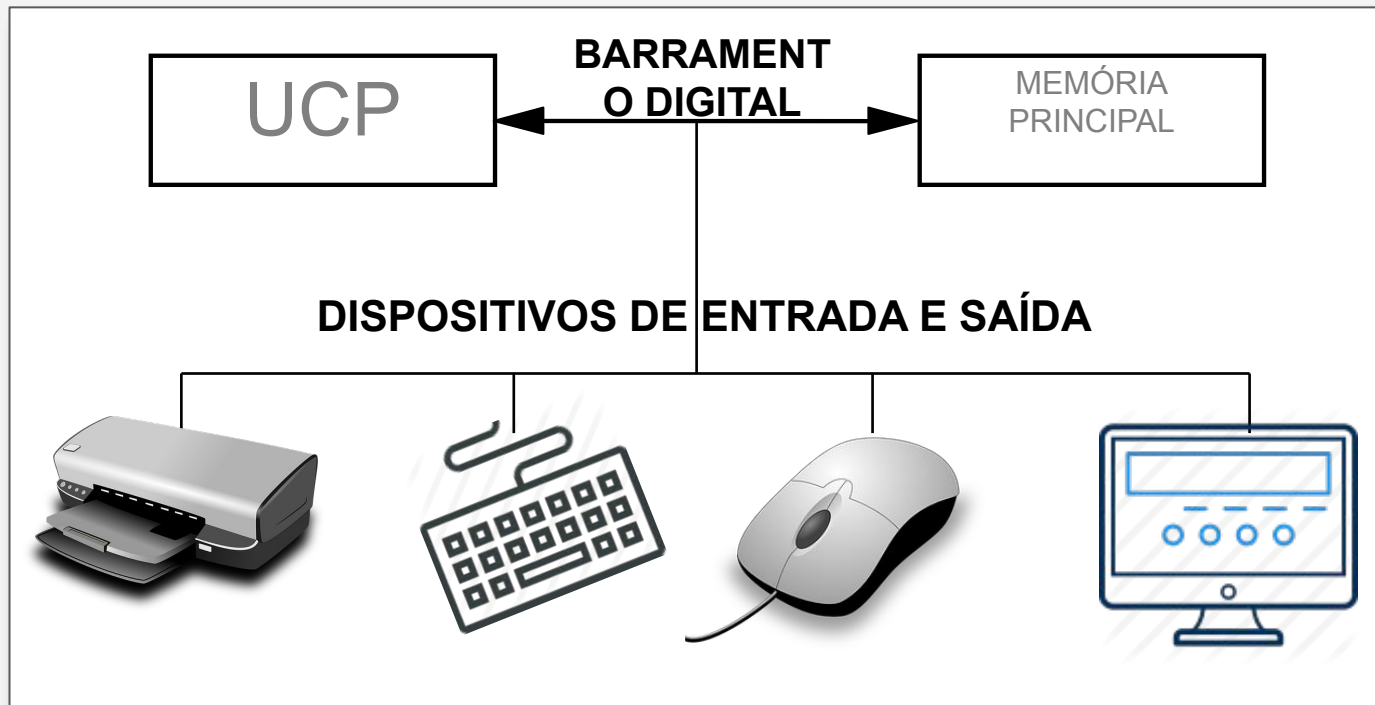 UCP
BARRAMENT
O DIGITAL
MEMÓRIA
PRINCIPAL
DISPOSITIVOS DE ENTRADA E SAÍDA